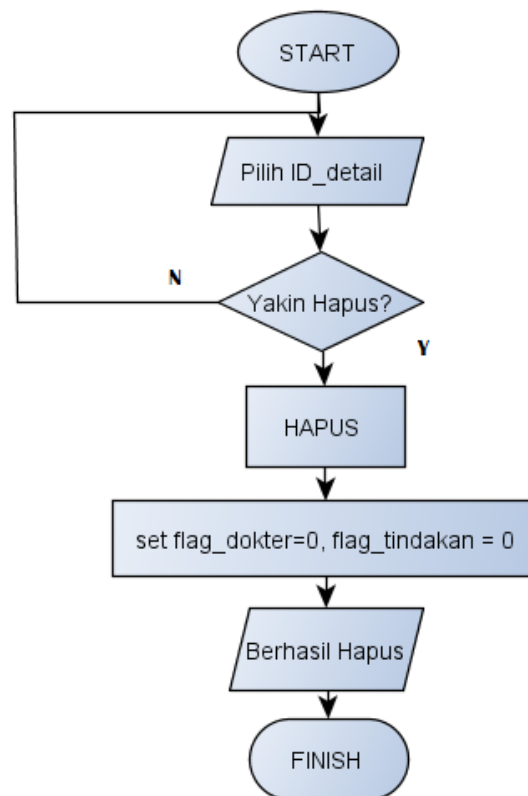 START
Pilih ID_detail
N
Yakin Hapus?
Y
HAPUS
set flag_dokter=0, flag_tindakan = 0
Berhasil Hapus
FINISH